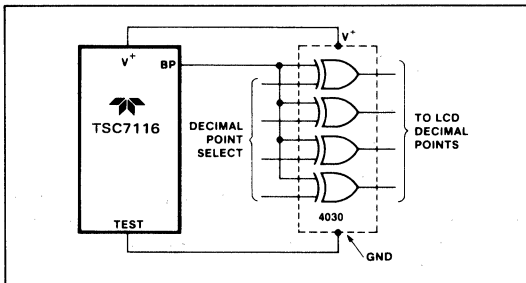 V+
V+
BP
TSC7116
DECIMAL
POINT
SELECT
TO LCD
DECIMAL
POINTS
4030
TEST
GND